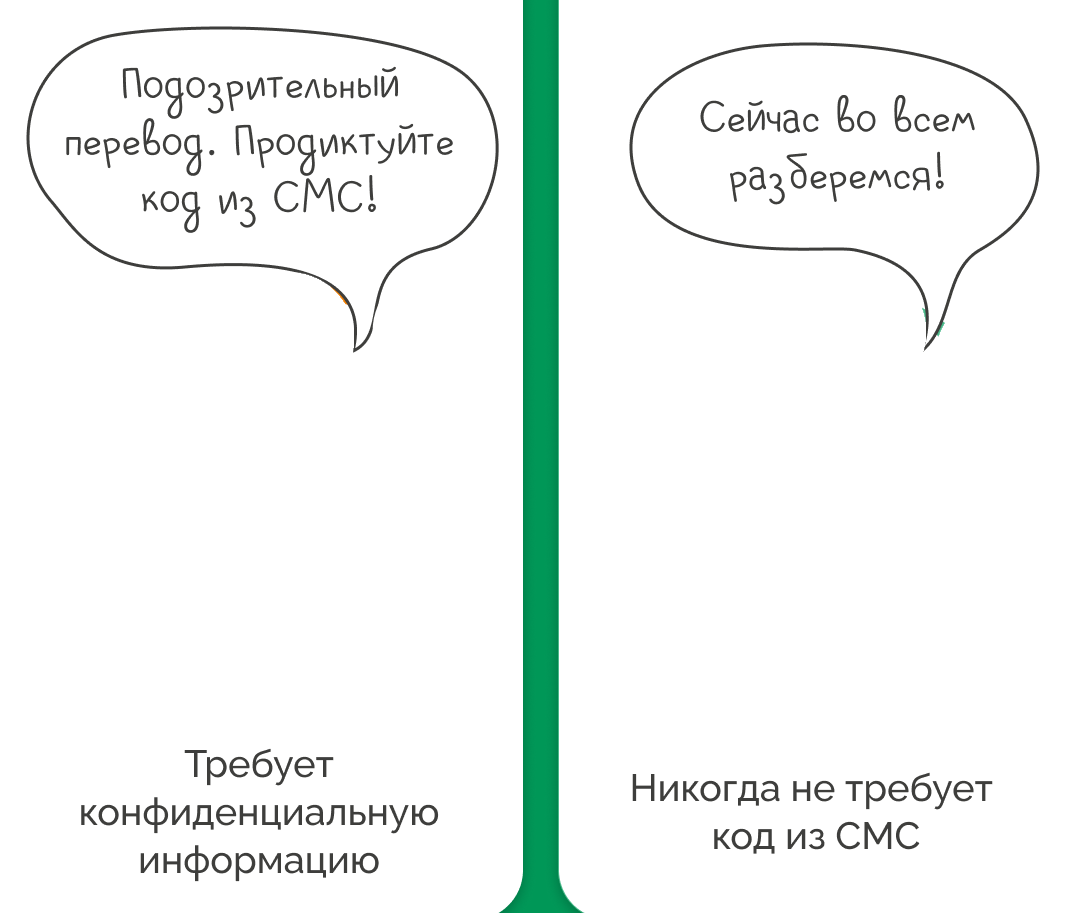 Подозрительный
перевод. Продиктуйте
код из СМС!
Сейчас во всем
разберемся!
Требует
конфиденциальную
информацию
Никогда не требует
код из СМС